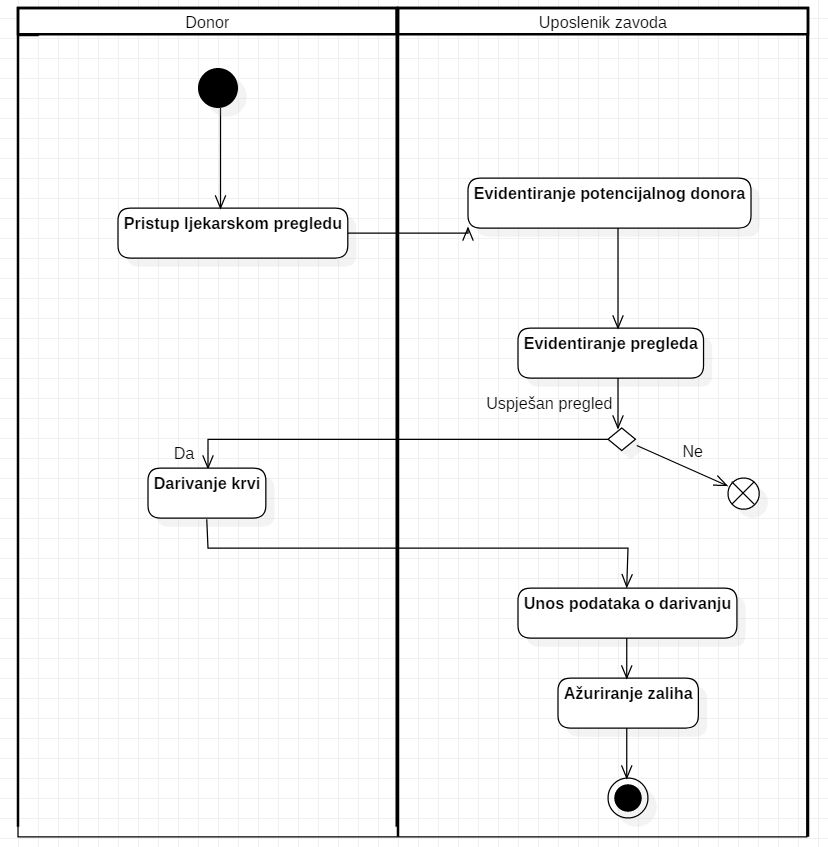 Donor
Uposlenik zavoda
Evidentiranje potencijalnog donora
Pristup ljekarskom pregledu
Evidentiranje pregleda
Uspješan pregled
Da
Ne
Darivanje krvi
Unos podataka o darivanju
Ažuriranje zaliha